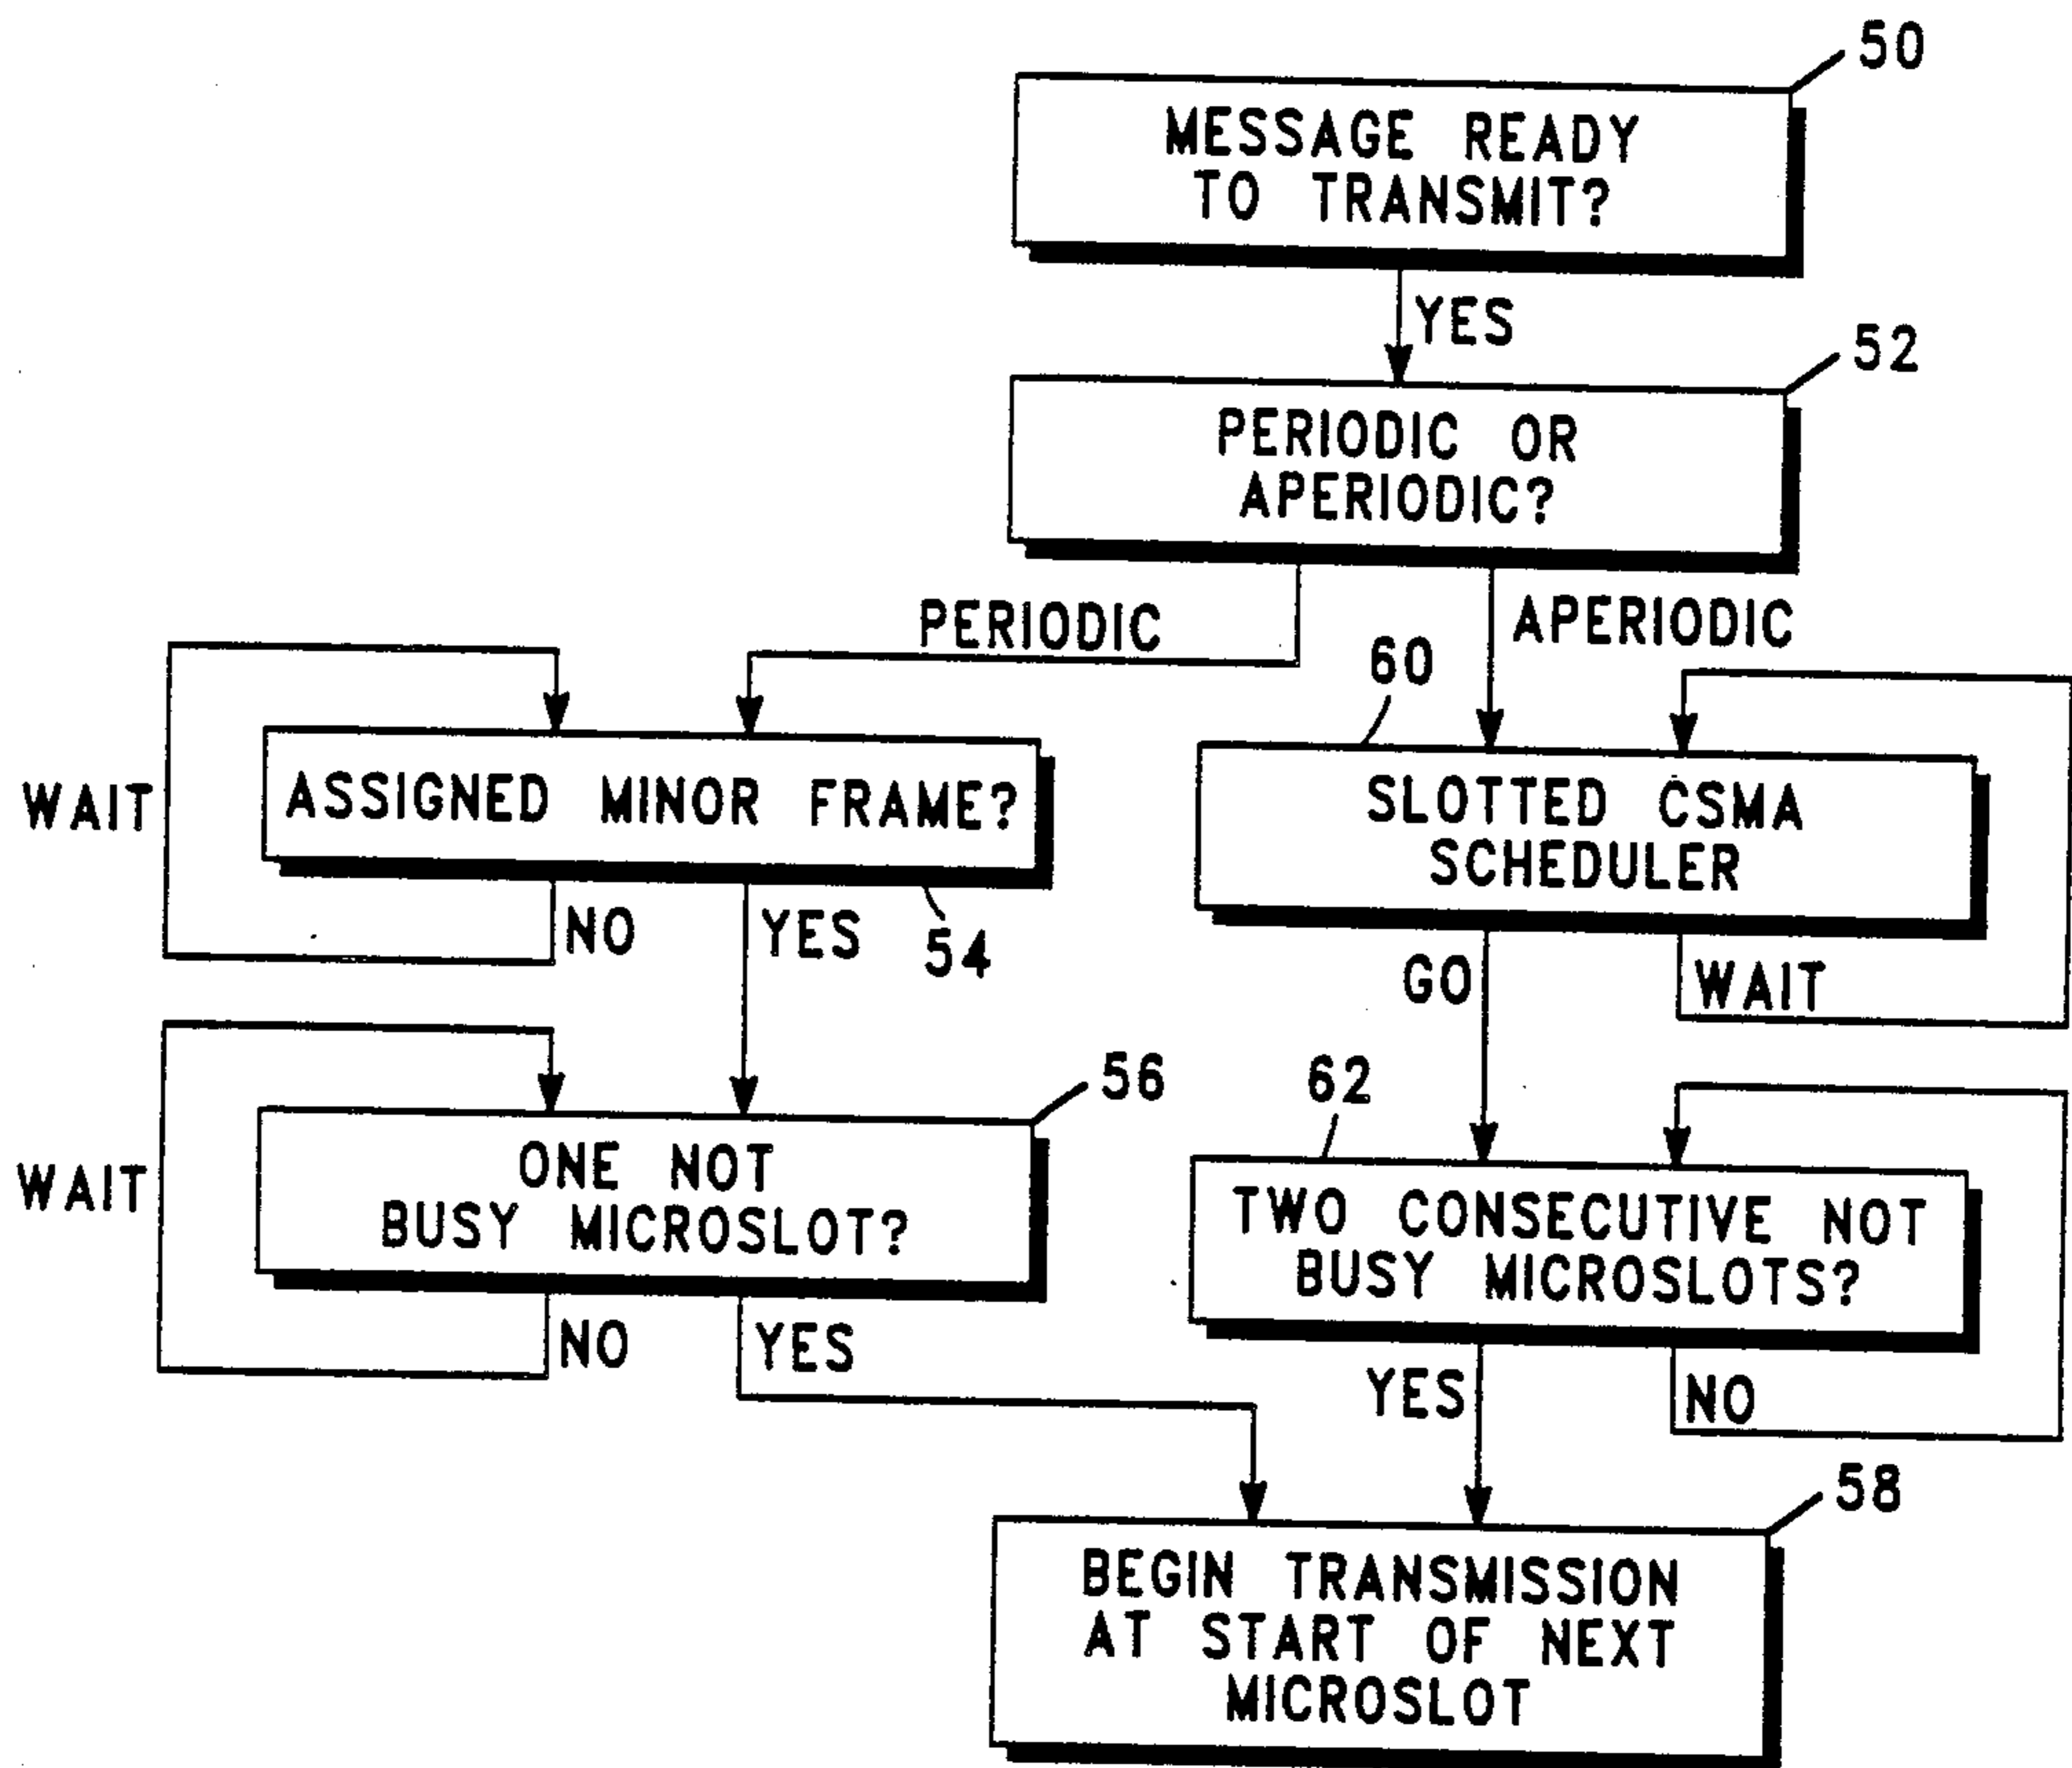 50
MESSAGE READY
TO TRANSMIT?
YES
52
PERIODIC OR
APERIODIC?
PERIODIC
APERIODIC
60
WAIT
ASSIGNED MINOR FRAME?
SLOTTED CSMA
SCHEDULER
NO
YES
54
GO
WAIT
56
62
WAIT
ONE NOT
BUSY MICROSLOT?
TWO CONSECUTIVE NOT
BUSY MICROSLOTS?
NO
YES
YES
NO
58
BEGIN TRANSMISSION
AT START OF NEXT
MICROSLOT